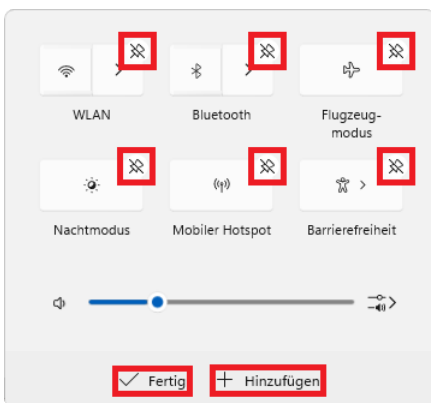 WLAN
Bluetooth
Flugzeug-
modus
Nachtmodus
Mobiler Hotspot
Barrierefreiheit
Fertig
Hinzufügen